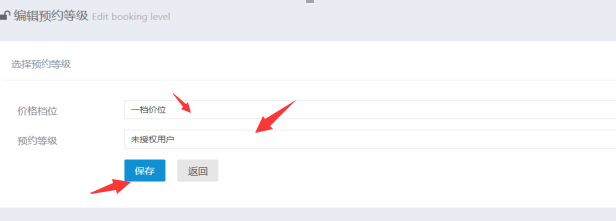 编辑预约等级 Edit booking level
选择预约等级
价格档位 一档价位
预约等级 未授权用户
保存 返回